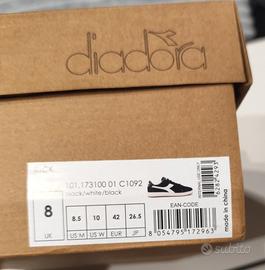 diadora
101.173100 01 C1092
black/white/black
8
8.5
10
42
26.5
UK
US M
US W
EUR
JP
EAN-CODE
8 054795 172963
made in china
subito